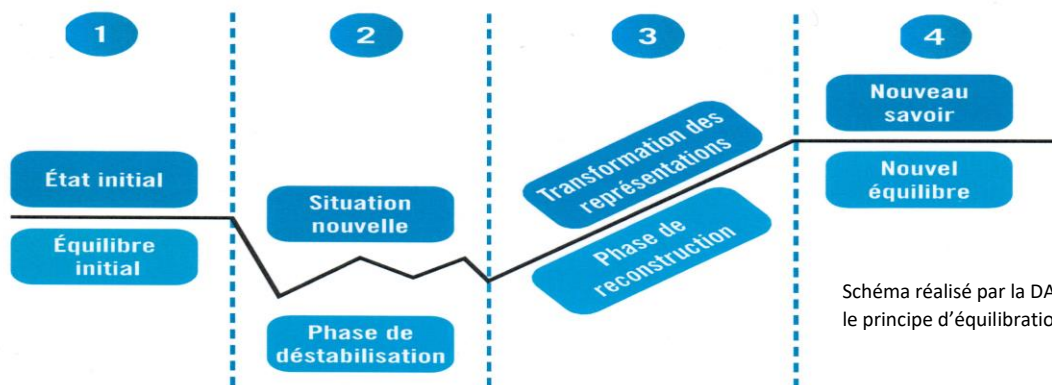 1
État initial
Équilibre
initial
2
Situation
nouvelle
Phase de
déstabilisation
3
Transformation des
représentations
Phase de
reconstruction
4
Nouveau
savoir
Nouvel
équilibre
Schéma réalisé par la DA
le principe d’équilibratio